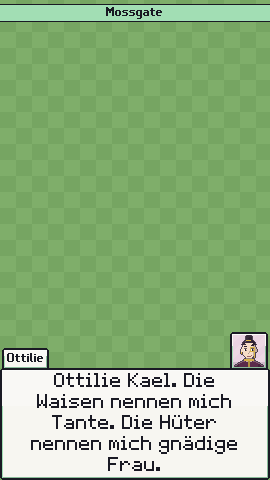 Mossgate
Ottilie
Ottilie Kael. Die
Waisen nennen mich
Tante. Die Hüter
nennen mich gnädige
Frau.